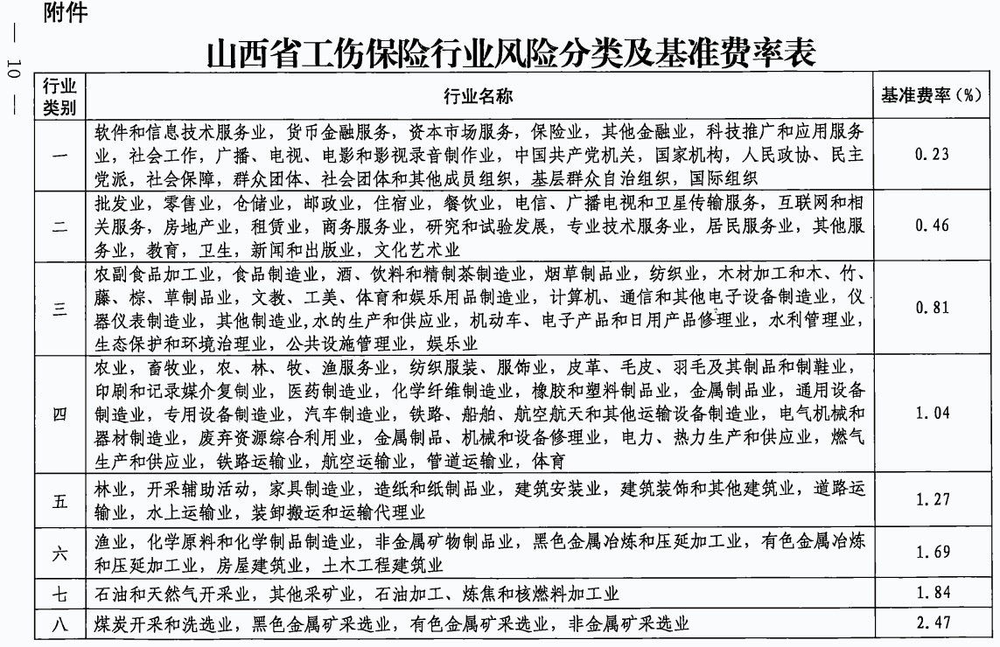 附件
— 10 —
山西省工伤保险行业风险分类及基准费率表
行业
类别
行业名称
基准费率(%)
一
软件和信息技术服务业，货币金融服务，资本市场服务，保险业，其他金融业，科技推广和应用服务
业，社会工作，广播、电视、电影和影视录音制作业，中国共产党机关，国家机构，人民政协、民主
党派，社会保障，群众团体、社会团体和其他成员组织，基层群众自治组织，国际组织
0.23
二
批发业，零售业，仓储业，邮政业，住宿业，餐饮业，电信、广播电视和卫星传输服务，互联网和相
关服务，房地产业，租赁业，商务服务业，研究和试验发展，专业技术服务业，居民服务业，其他服
务业，教育，卫生，新闻和出版业，文化艺术业
0.46
三
农副食品加工业，食品制造业，酒、饮料和精制茶制造业，烟草制品业，纺织业，木材加工和木、竹、
藤、棕、草制品业，文教、工美、体育和娱乐用品制造业，计算机、通信和其他电子设备制造业，仪
器仪表制造业，其他制造业,水的生产和供应业，机动车、电子产品和日用产品修理业，水利管理业，
生态保护和环境治理业，公共设施管理业，娱乐业
0.81
四
农业，畜牧业，农、林、牧、渔服务业，纺织服装、服饰业，皮革、毛皮、羽毛及其制品和制鞋业，
印刷和记录媒介复制业，医药制造业，化学纤维制造业，橡胶和塑料制品业，金属制品业，通用设备
制造业，专用设备制造业，汽车制造业，铁路、船舶、航空航天和其他运输设备制造业，电气机械和
器材制造业，废弃资源综合利用业，金属制品、机械和设备修理业，电力、热力生产和供应业，燃气
生产和供应业，铁路运输业，航空运输业，管道运输业，体育
1.04
五
林业，开采辅助活动，家具制造业，造纸和纸制品业，建筑安装业，建筑装饰和其他建筑业，道路运
输业，水上运输业，装卸搬运和运输代理业
1.27
六
渔业，化学原料和化学制品制造业，非金属矿物制品业，黑色金属冶炼和压延加工业，有色金属冶炼
和压延加工业，房屋建筑业，土木工程建筑业
1.69
七
石油和天然气开采业，其他采矿业，石油加工、炼焦和核燃料加工业
1.84
八
煤炭开采和洗选业，黑色金属矿采选业，有色金属矿采选业，非金属矿采选业
2.47